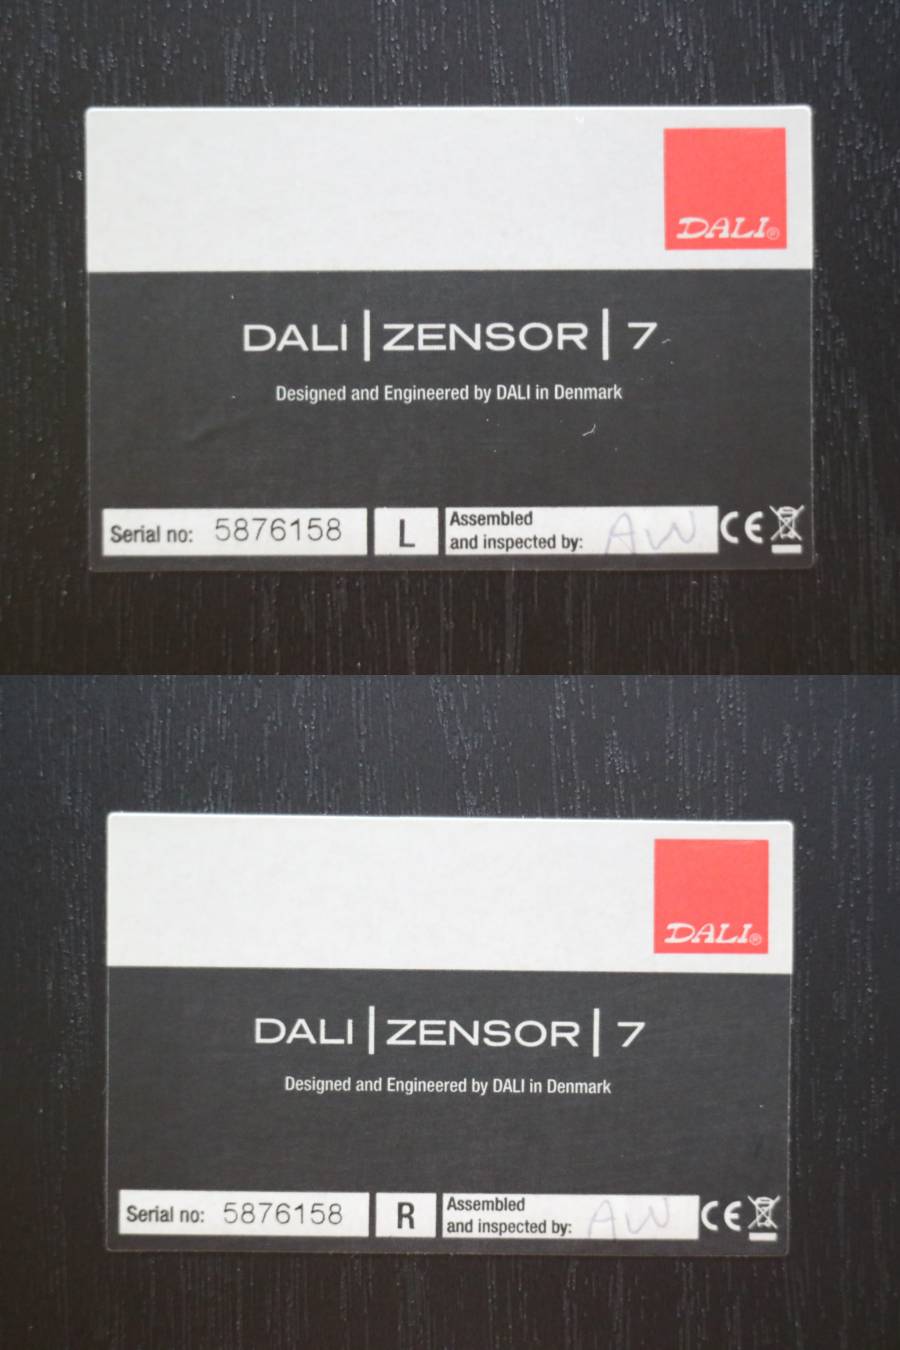 DALI®
DALI | ZENSOR | 7
Designed and Engineered by DALI in Denmark
Serial no: 5876158 L Assembled
and inspected by: AW CE
DALI®
DALI | ZENSOR | 7
Designed and Engineered by DALI in Denmark
Serial no: 5876158 R Assembled
and inspected by: AW CE